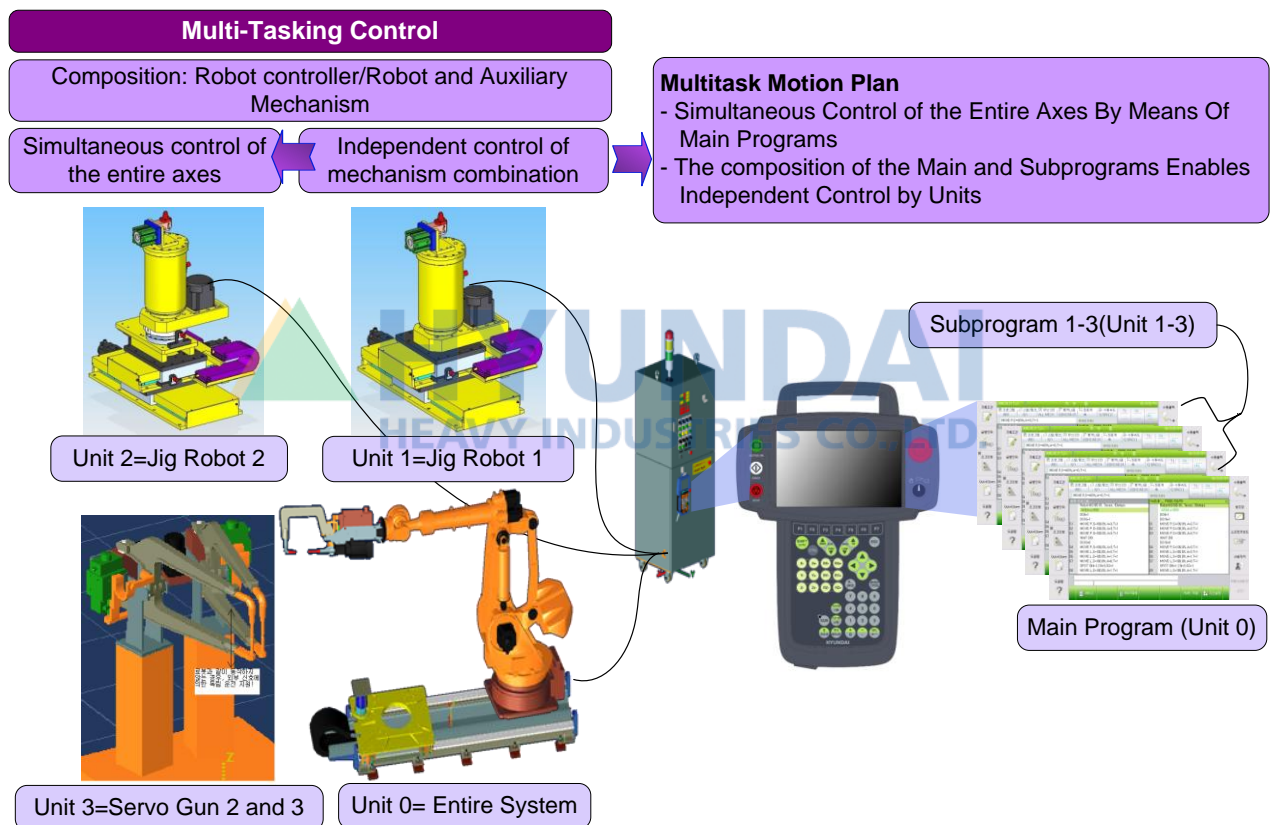 Multi-Tasking Control
Composition: Robot controller/Robot and Auxiliary
Mechanism
Simultaneous control of
the entire axes
Independent control of
mechanism combination
Multitask Motion Plan
- Simultaneous Control of the Entire Axes By Means Of
Main Programs
- The composition of the Main and Subprograms Enables
Independent Control by Units
HYUNDAI
HEAVY INDUSTRIES CO.,LTD.
Subprogram 1-3(Unit 1-3)
Unit 2=Jig Robot 2
Unit 1=Jig Robot 1
Main Program (Unit 0)
Z
HYUNDAI
Unit 3=Servo Gun 2 and 3
Unit 0= Entire System